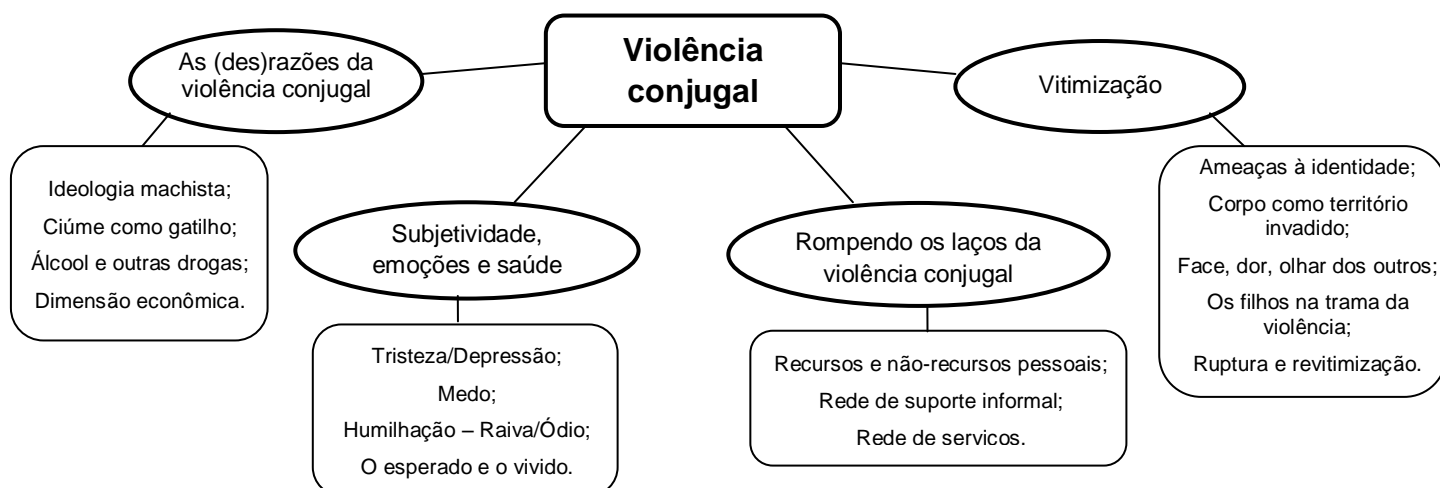 Violência
conjugal
As (des)razões da
violência conjugal
Ideologia machista;
Ciúme como gatilho;
Álcool e outras drogas;
Dimensão econômica.
Subjetividade,
emoções e saúde
Tristeza/Depressão;
Medo;
Humilhação – Raiva/Ódio;
O esperado e o vivido.
Rompendo os laços da
violência conjugal
Recursos e não-recursos pessoais;
Rede de suporte informal;
Rede de servicos.
Vitimização
Ameaças à identidade;
Corpo como território
invadido;
Face, dor, olhar dos outros;
Os filhos na trama da
violência;
Ruptura e revitimização.